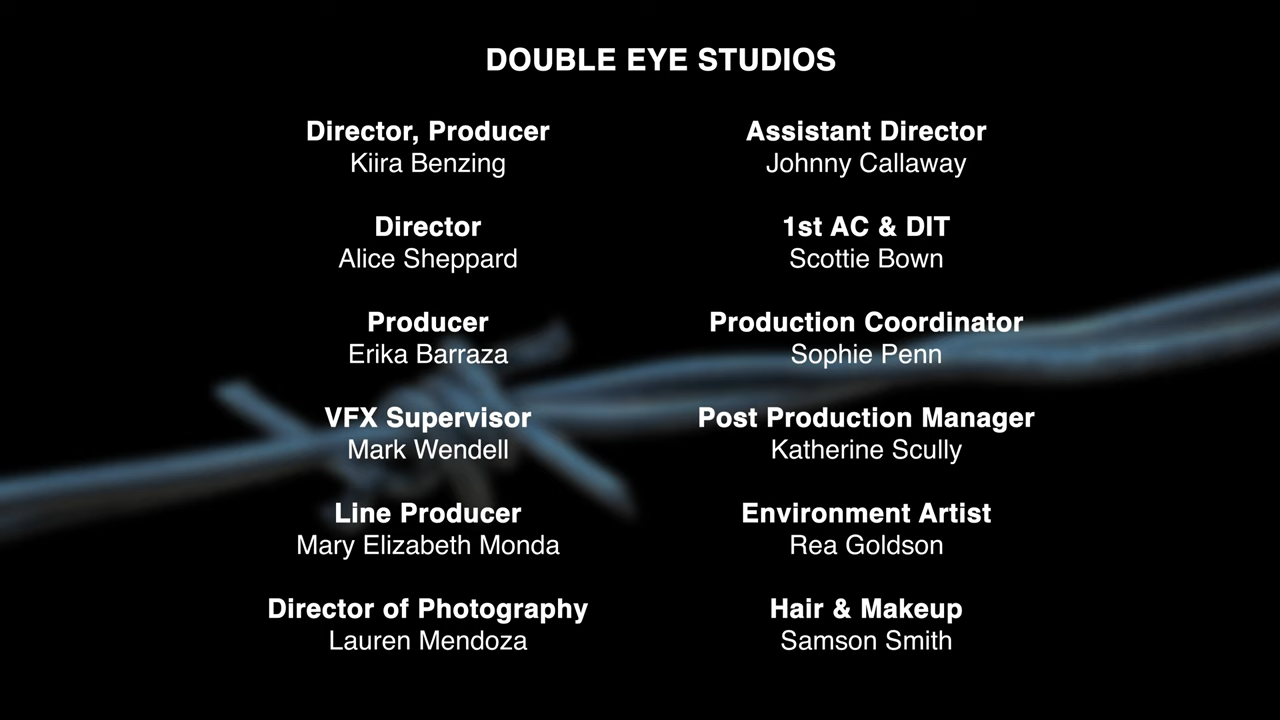 DOUBLE EYE STUDIOS
Director, Producer
Kiira Benzing
Director
Alice Sheppard
Producer
Erika Barraza
VFX Supervisor
Mark Wendell
Line Producer
Mary Elizabeth Monda
Director of Photography
Lauren Mendoza
Assistant Director
Johnny Callaway
1st AC & DIT
Scottie Bown
Production Coordinator
Sophie Penn
Post Production Manager
Katherine Scully
Environment Artist
Rea Goldson
Hair & Makeup
Samson Smith